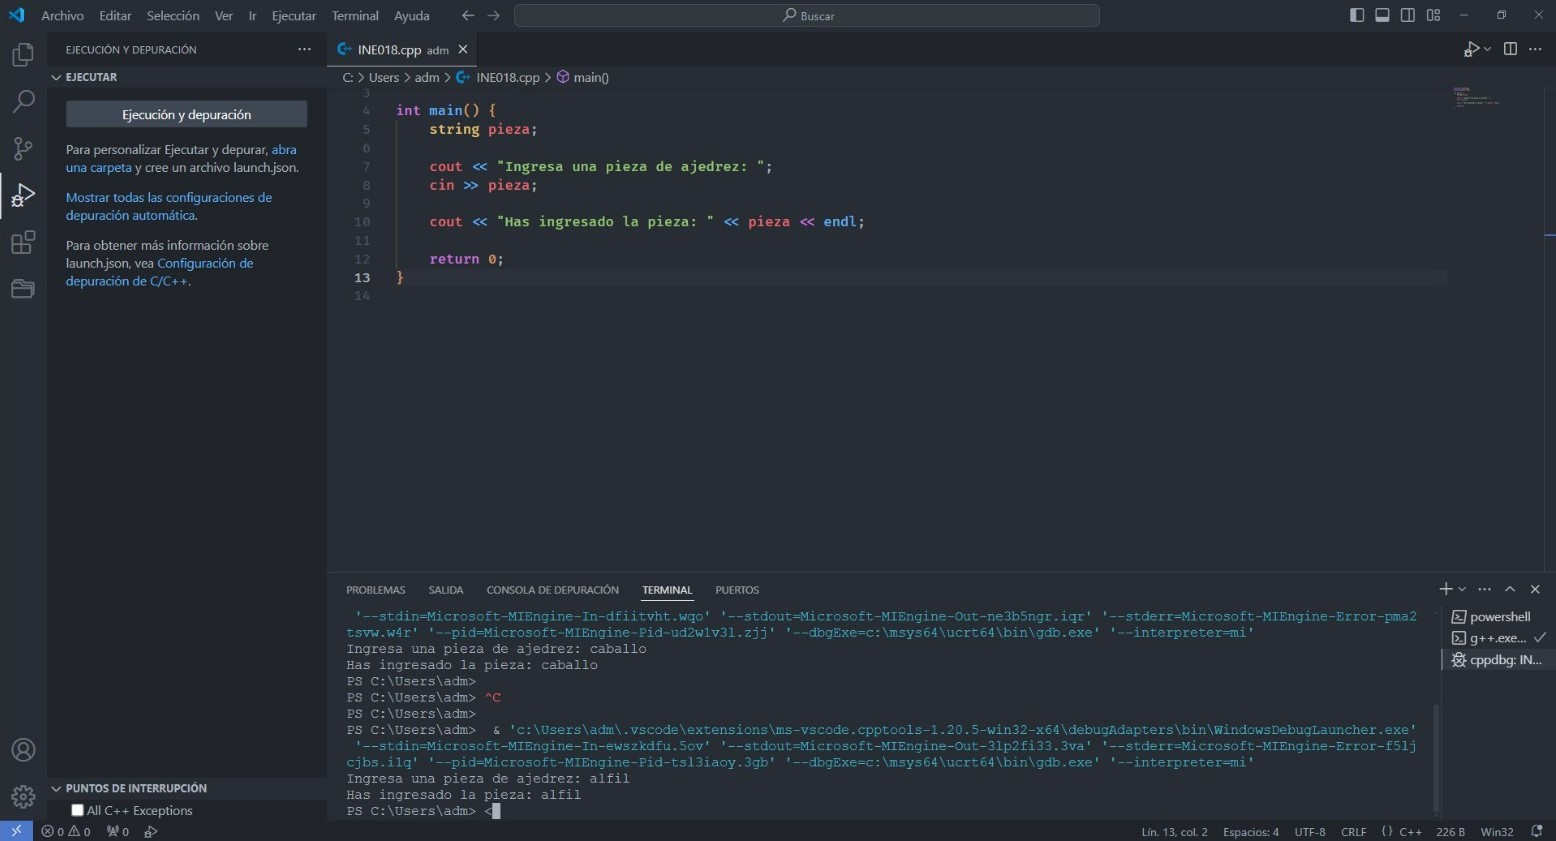 Archivo Editar Selección Ver Ir Ejecutar Terminal Ayuda
Buscar
EJECUCIÓN Y DEPURACIÓN
EJECUTAR
Ejecución y depuración
Para personalizar Ejecutar y depurar, abra
una carpeta y cree un archivo launch.json.
Mostrar todas las configuraciones de
depuración automática.
Para obtener más información sobre
launch.json, vea Configuración de
depuración de C/C++.
PUNTOS DE INTERRUPCIÓN
All C++ Exceptions
INE018.cpp adm
C: > Users > adm > INE018.cpp > main()
3
4 int main() {
5 string pieza;
6
7 cout << "Ingresa una pieza de ajedrez: ";
8 cin >> pieza;
9
10 cout << "Has ingresado la pieza: " << pieza << endl;
11
12 return 0;
13 }
14
PROBLEMAS SALIDA CONSOLA DE DEPURACIÓN TERMINAL PUERTOS
'--stdin=Microsoft-MIEngine-In-dfiitvht.wqo' '--stdout=Microsoft-MIEngine-Out-ne3b5ngr.iqr' '--stderr=Microsoft-MIEngine-Error-pma2
tsvw.w4r' '--pid=Microsoft-MIEngine-Pid-ud2w1v3l.zjj' '--dbgExe=c:\msys64\ucrt64\bin\gdb.exe' '--interpreter=mi'
Ingresa una pieza de ajedrez: caballo
Has ingresado la pieza: caballo
PS C:\Users\adm>
PS C:\Users\adm> ^C
PS C:\Users\adm>
PS C:\Users\adm> & 'c:\Users\adm\.vscode\extensions\ms-vscode.cpptools-1.20.5-win32-x64\debugAdapters\bin\WindowsDebugLauncher.exe'
'--stdin=Microsoft-MIEngine-In-ewszkdfu.5ov' '--stdout=Microsoft-MIEngine-Out-3lp2fi33.3va' '--stderr=Microsoft-MIEngine-Error-f5lj
cjbs.i1q' '--pid=Microsoft-MIEngine-Pid-tsl3iaoy.3gb' '--dbgExe=c:\msys64\ucrt64\bin\gdb.exe' '--interpreter=mi'
Ingresa una pieza de ajedrez: alfil
Has ingresado la pieza: alfil
PS C:\Users\adm> <
powershell
g++.exe...
cppdbg: IN...
0 0 0
Lín. 13, col. 2 Espacios: 4 UTF-8 CRLF {} C++ 226 B Win32